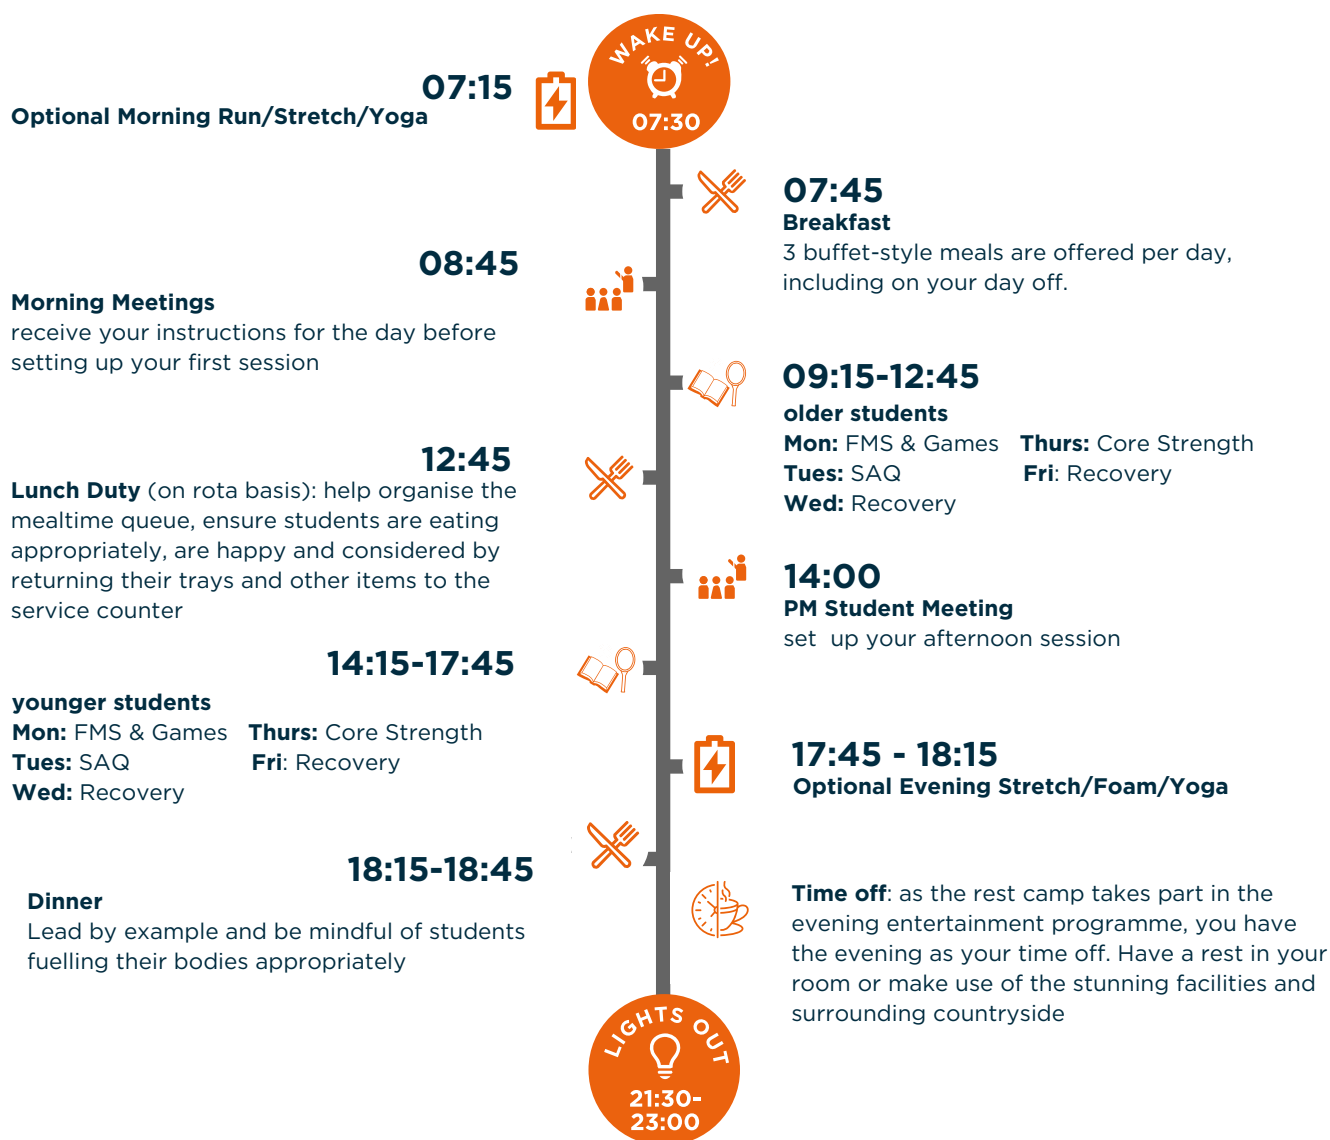 WAKE UP!
07:30
07:15
Optional Morning Run/Stretch/Yoga
07:45
Breakfast
3 buffet-style meals are offered per day,
including on your day off.
08:45
Morning Meetings
receive your instructions for the day before
setting up your first session
09:15-12:45
older students
Mon: FMS & Games Thurs: Core Strength
Tues: SAQ Fri: Recovery
Wed: Recovery
12:45
Lunch Duty (on rota basis): help organise the
mealtime queue, ensure students are eating
appropriately, are happy and considered by
returning their trays and other items to the
service counter
14:00
PM Student Meeting
set up your afternoon session
14:15-17:45
younger students
Mon: FMS & Games Thurs: Core Strength
Tues: SAQ Fri: Recovery
Wed: Recovery
17:45 - 18:15
Optional Evening Stretch/Foam/Yoga
18:15-18:45
Dinner
Lead by example and be mindful of students
fuelling their bodies appropriately
Time off: as the rest camp takes part in the
evening entertainment programme, you have
the evening as your time off. Have a rest in your
room or make use of the stunning facilities and
surrounding countryside
LIGHTS OUT
21:30-
23:00